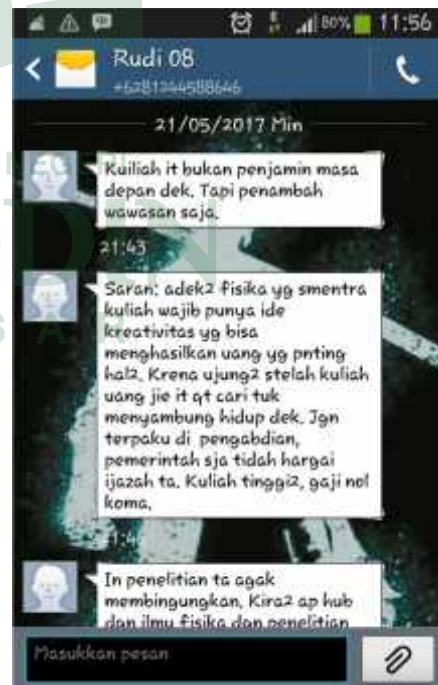 80% 11:56
Rudi 08
+6281244588646
21/05/2017 Min
Kuiliah it bukan penjamin masa
depan dek. Tapi penambah
wawasan saja.
21:43
Saran: adek2 fisika yg smentra
kuliah wajib punya ide
kreativitas yg bisa
menghasilkan uang yg pnting
hal2. Krena ujung2 stelah kuliah
uang jie it qt cari tuk
menyambung hidup dek. Jgn
terpaku di pengabdian,
pemerintah sja tidah hargai
ijazah ta. Kuliah tinggi2, gaji nol
koma.
In penelitian ta agak
membingungkan. Kira2 ap hub
dan ilmu fisika dan penelitian
Masukkan pesan